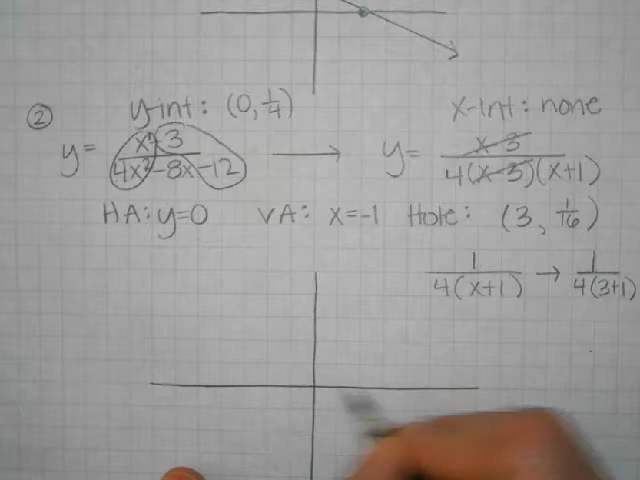 ② y-int: (0, 1/4) x-int: none
y = (x-3)/(4x²-8x-12) → y = (x-3)/(4(x-3)(x+1))
HA: y=0 VA: x=-1 Hole: (3, 1/16)
1/(4(x+1)) → 1/(4(3+1))